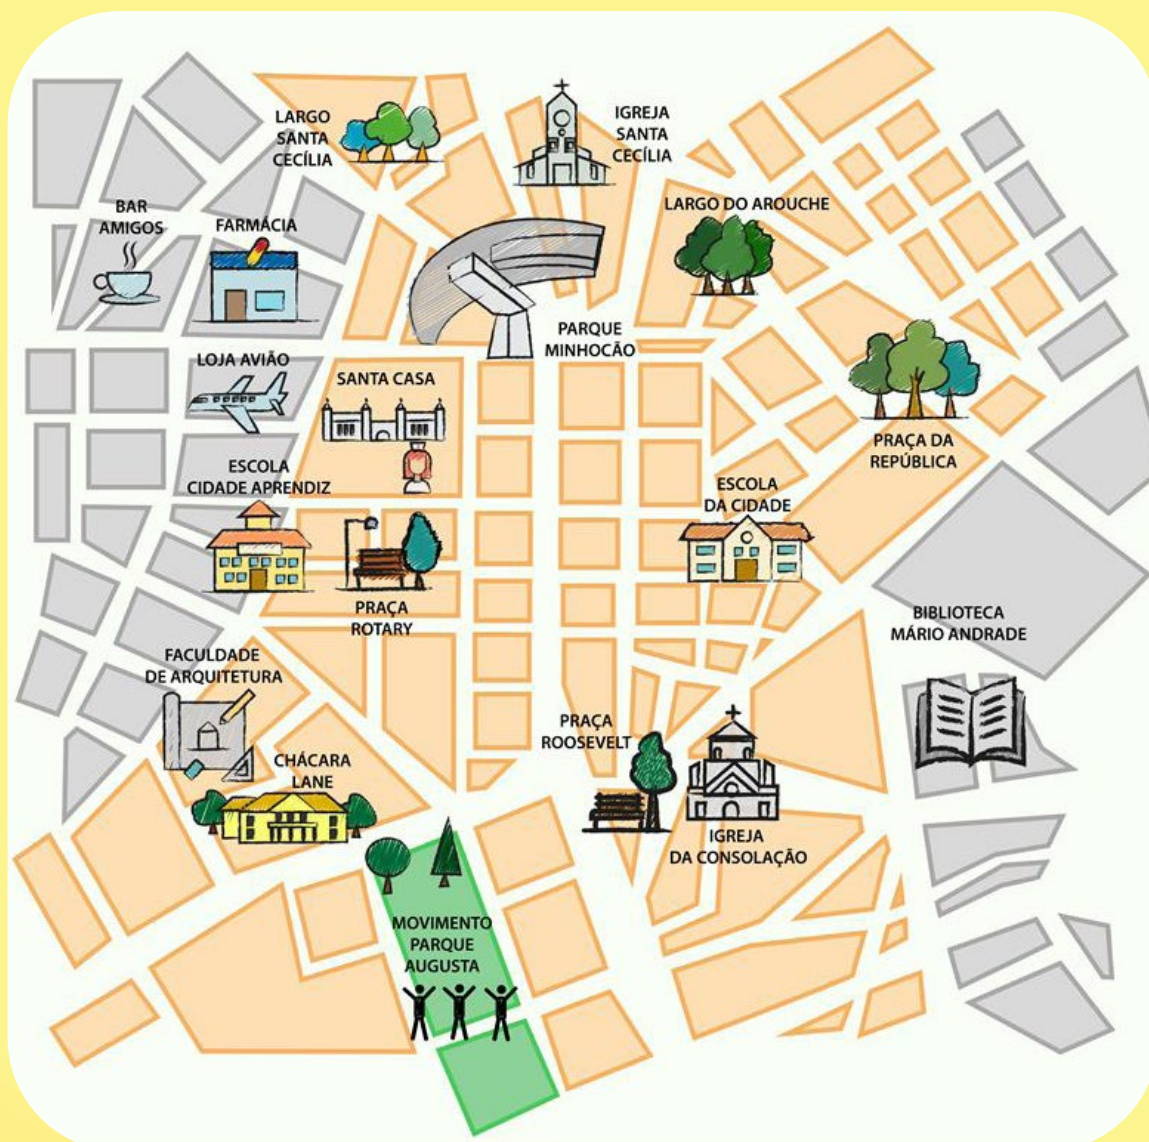 LARGO
SANTA
CECÍLIA
IGREJA
SANTA
CECÍLIA
BAR
AMIGOS
FARMÁCIA
LARGO DO AROUCHE
PARQUE
MINHOCÃO
LOJA AVIÃO
SANTA CASA
PRAÇA DA
REPÚBLICA
ESCOLA
CIDADE APRENDIZ
ESCOLA
DA CIDADE
PRAÇA
ROTARY
BIBLIOTECA
MÁRIO ANDRADE
FACULDADE
DE ARQUITETURA
PRAÇA
ROOSEVELT
CHÁCARA
LANE
IGREJA
DA CONSOLAÇÃO
MOVIMENTO
PARQUE
AUGUSTA